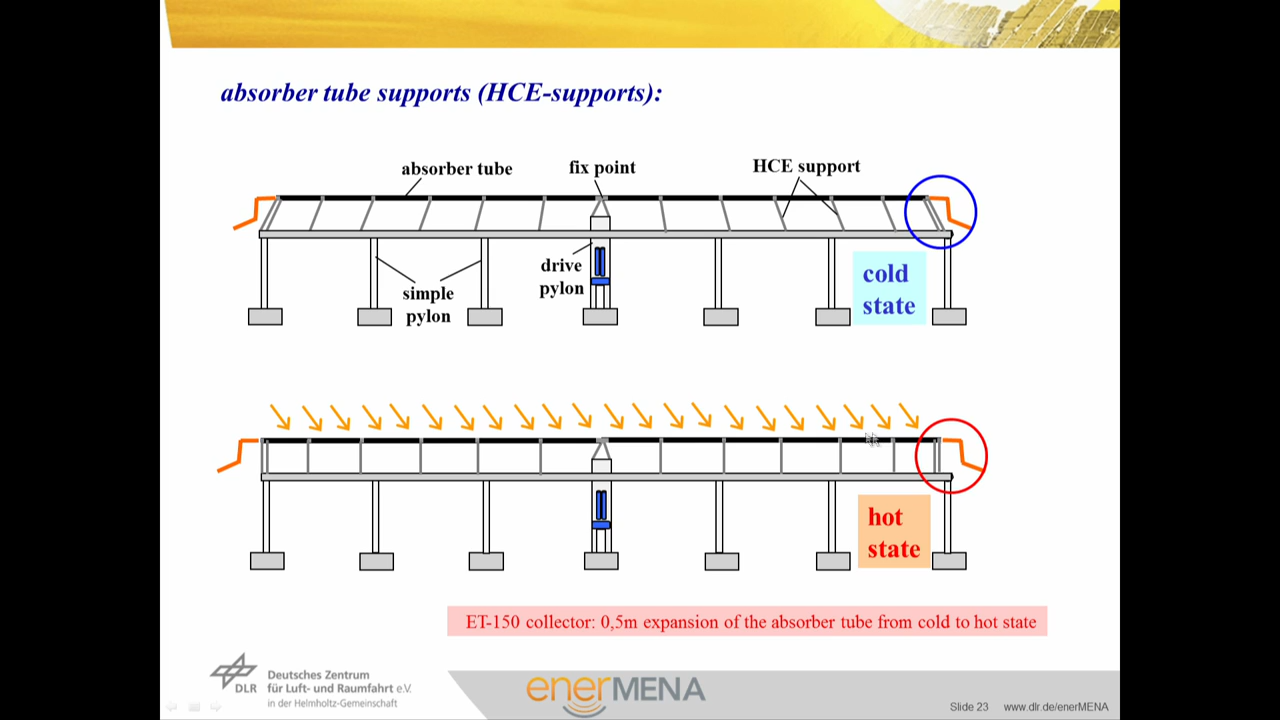 absorber tube supports (HCE-supports):
absorber tube
fix point
HCE support
drive
pylon
simple
pylon
cold
state
hot
state
ET-150 collector: 0,5m expansion of the absorber tube from cold to hot state
DLR
Deutsches Zentrum
für Luft- und Raumfahrt e.V.
in der Helmholtz-Gemeinschaft
enerMENA
Slide 23 www.dlr.de/enerMENA